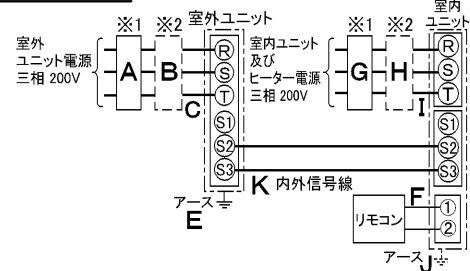 ※1 ※2 室外ユニット
室外
ユニット電源
三相 200V
A B C
R
S
T
S1
S2
S3
アース
E
K 内外信号線
※1 ※2 室内
ユニット
室内ユニット
及び
ヒーター電源
三相 200V
G H I
R
S
T
S1
S2
S3
F
リモコン
1
2
アース J